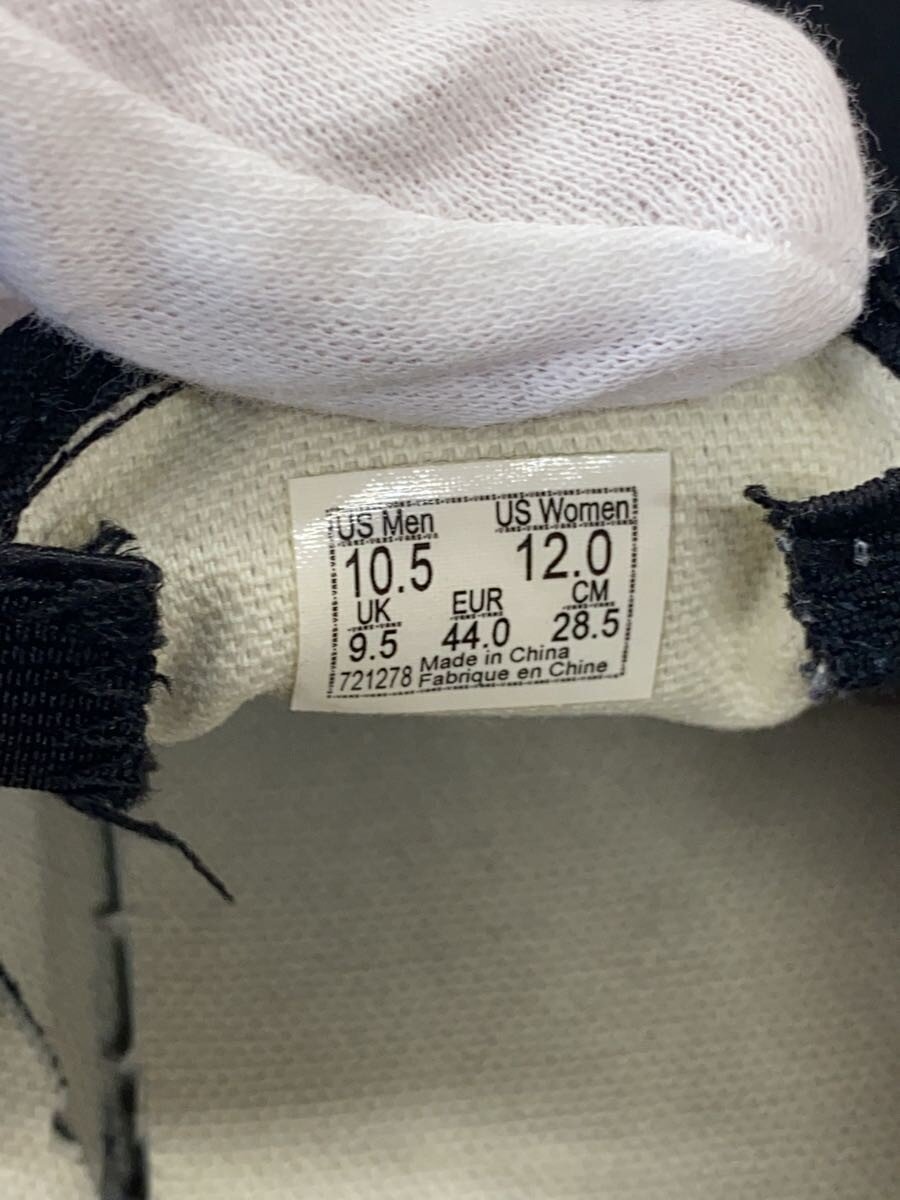 US Men US Women
10.5 12.0
UK EUR CM
9.5 44.0 28.5
721278 Made in China
Fabrique en Chine